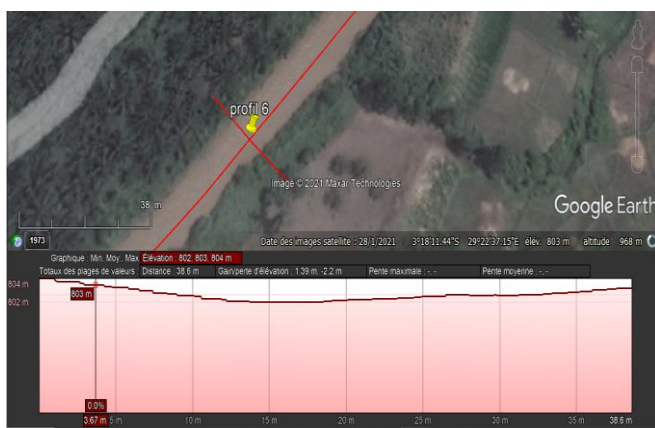 profil 6
Image © 2021 Maxar Technologies
38 m
Google Earth
1973
Date des images satellite : 28/1/2021 3°18'11.44"S 29°22'37.15"E élév. 803 m altitude 968 m
Graphique : Min. Moy., Max Élévation : 802, 803, 804 m
Totaux des plages de valeurs : Distance : 38.6 m Gain/perte d'élévation : 1.39 m, -2.2 m Pente maximale : -, - Pente moyenne : -, -
804 m
803 m
802 m
0.0%
3.67 m 5 m 10 m 15 m 20 m 25 m 30 m 35 m 38.6 m